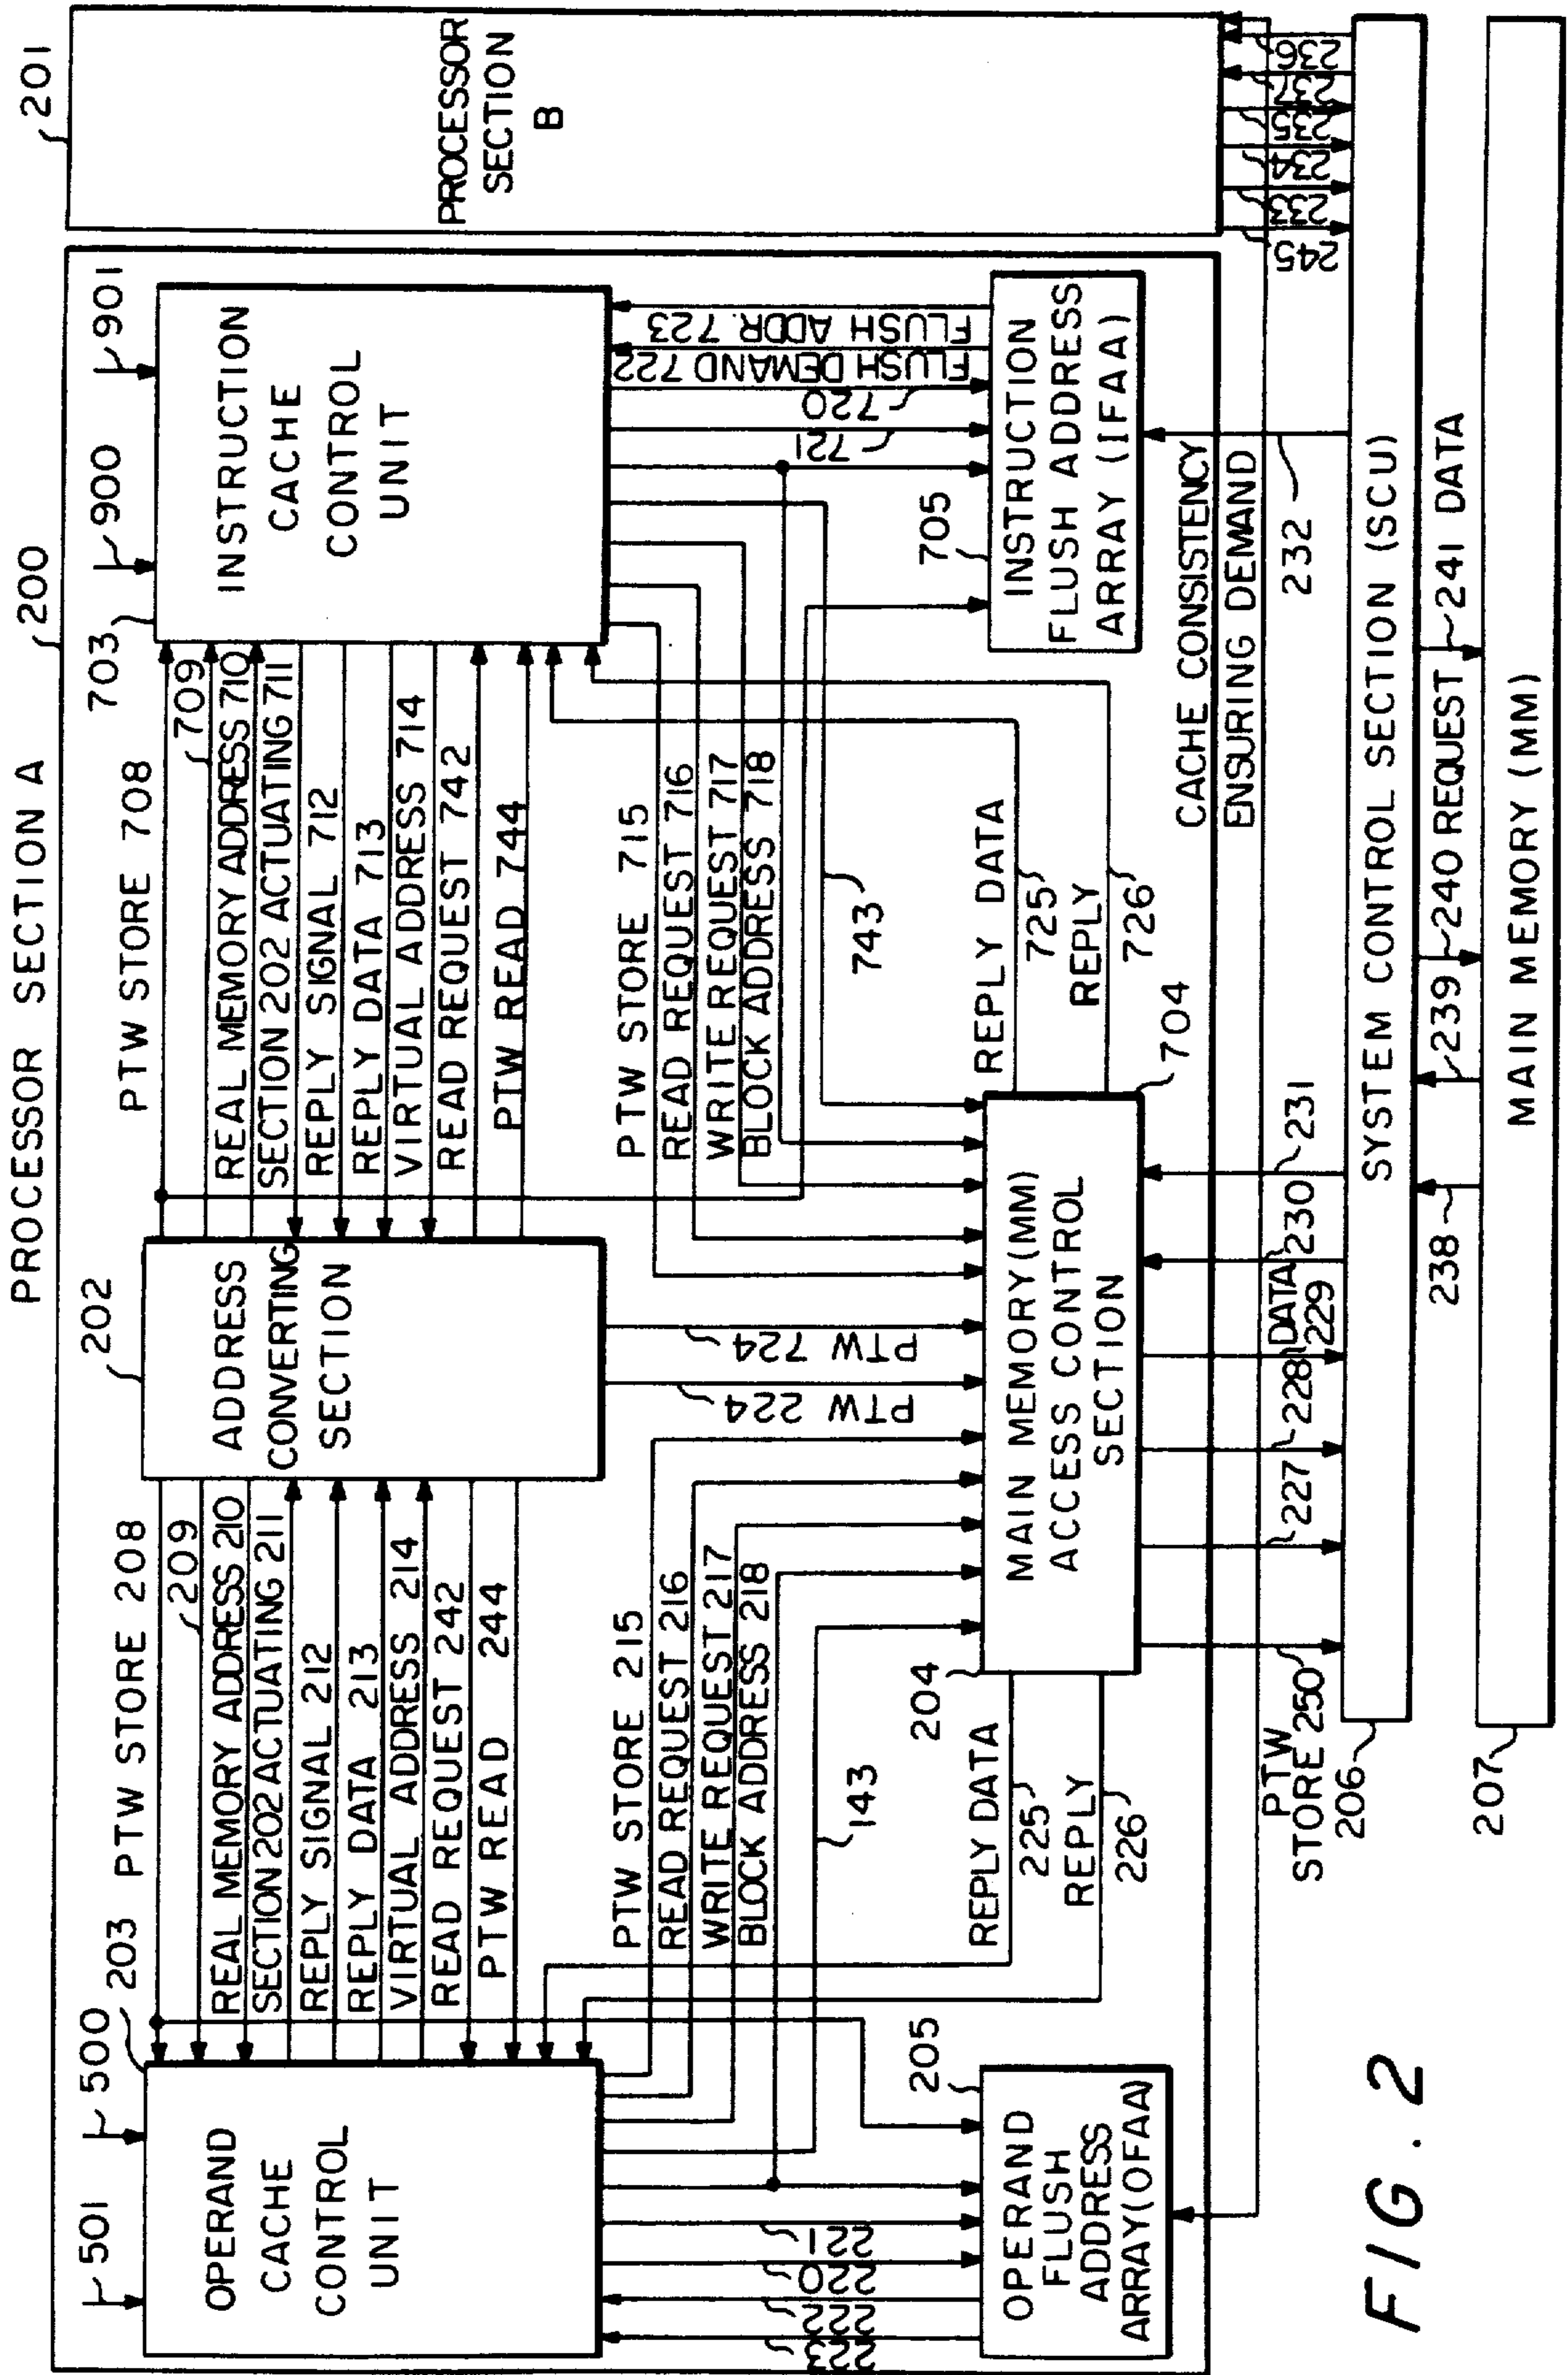 PROCESSOR SECTION A
200
201
501
500
203
202
703
900
901
OPERAND
CACHE
CONTROL
UNIT
PTW STORE 208
209
REAL MEMORY ADDRESS 210
SECTION 202 ACTUATING 211
REPLY SIGNAL 212
REPLY DATA 213
VIRTUAL ADDRESS 214
READ REQUEST 242
PTW READ 244
ADDRESS
CONVERTING
SECTION
PTW STORE 708
709
REAL MEMORY ADDRESS 710
SECTION 202 ACTUATING 711
REPLY SIGNAL 712
REPLY DATA 713
VIRTUAL ADDRESS 714
READ REQUEST 742
PTW READ 744
INSTRUCTION
CACHE
CONTROL
UNIT
PROCESSOR
SECTION
B
223
222
220
221
PTW STORE 215
READ REQUEST 216
WRITE REQUEST 217
BLOCK ADDRESS 218
143
PTW 224
PTW 724
PTW STORE 715
READ REQUEST 716
WRITE REQUEST 717
BLOCK ADDRESS 718
743
721
720
FLUSH DEMAND 722
FLUSH ADDR. 723
205
OPERAND
FLUSH
ADDRESS
ARRAY(OFAA)
REPLY DATA
225
REPLY
226
204
MAIN MEMORY(MM)
ACCESS CONTROL
SECTION
704
REPLY DATA
725
REPLY
726
705
INSTRUCTION
FLUSH ADDRESS
ARRAY (IFAA)
CACHE CONSISTENCY
ENSURING DEMAND
232
PTW
STORE 250
227
228
DATA
229
230
231
245
233
234
235
237
236
206
SYSTEM CONTROL SECTION (SCU)
238
239
240 REQUEST
241 DATA
207
MAIN MEMORY (MM)
FIG. 2